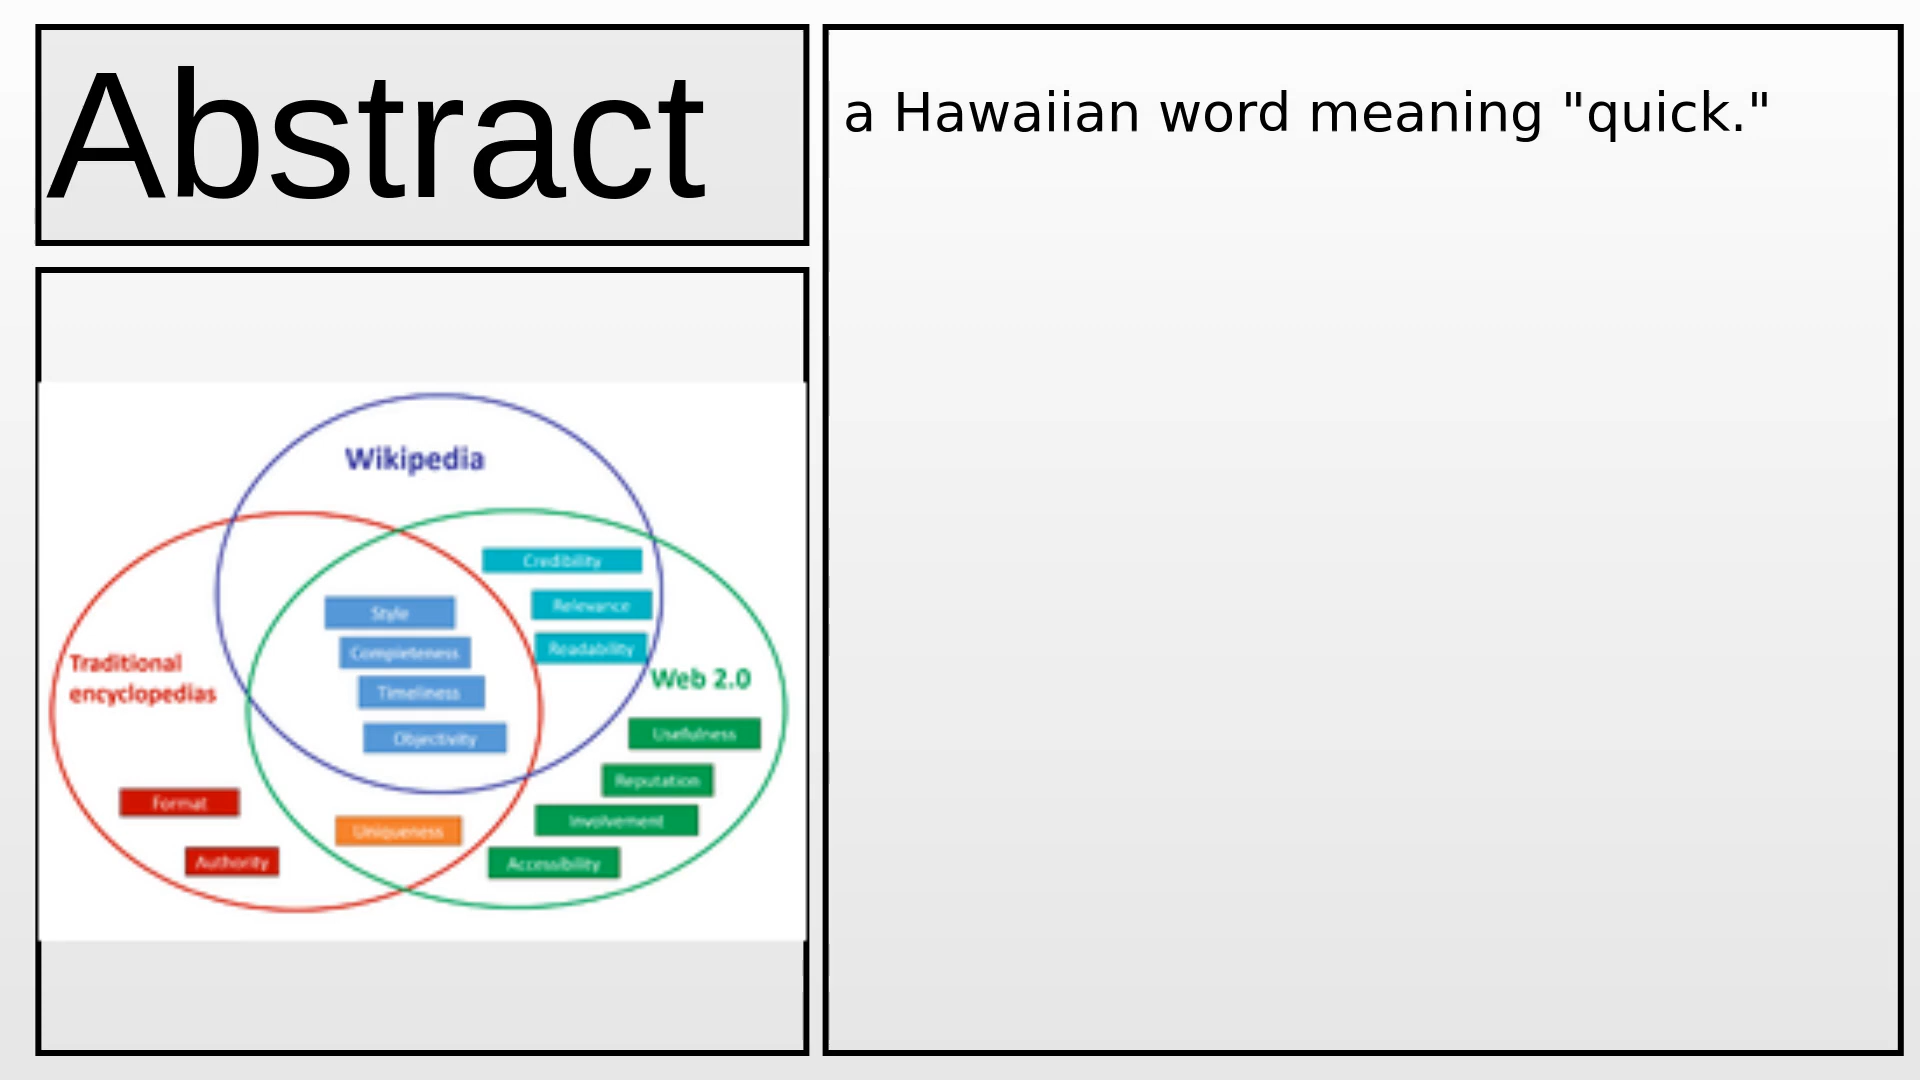 Abstract
a Hawaiian word meaning "quick."
Wikipedia
Credibility
Relevance
Readability
Style
Completeness
Timeliness
Objectivity
Traditional
encyclopedias
Web 2.0
Usefulness
Reputation
Involvement
Accessibility
Format
Authority
Uniqueness